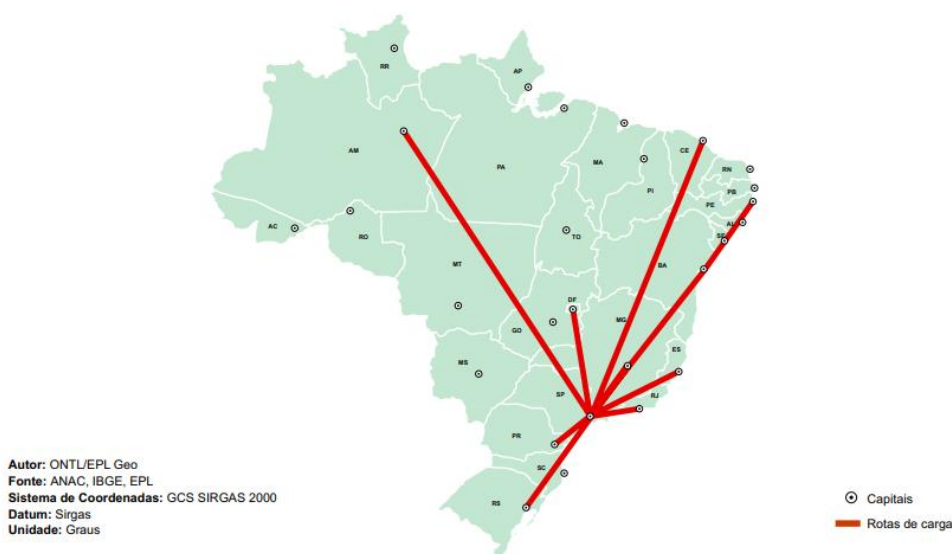 RR
AP
AM
PA
MA
CE
RN
PB
PE
PI
AL
SE
AC
RO
TO
BA
MT
DF
GO
MG
MS
ES
SP
RJ
PR
SC
RS
Autor: ONTL/EPL Geo
Fonte: ANAC, IBGE, EPL
Sistema de Coordenadas: GCS SIRGAS 2000
Datum: Sirgas
Unidade: Graus
Capitais
Rotas de carga